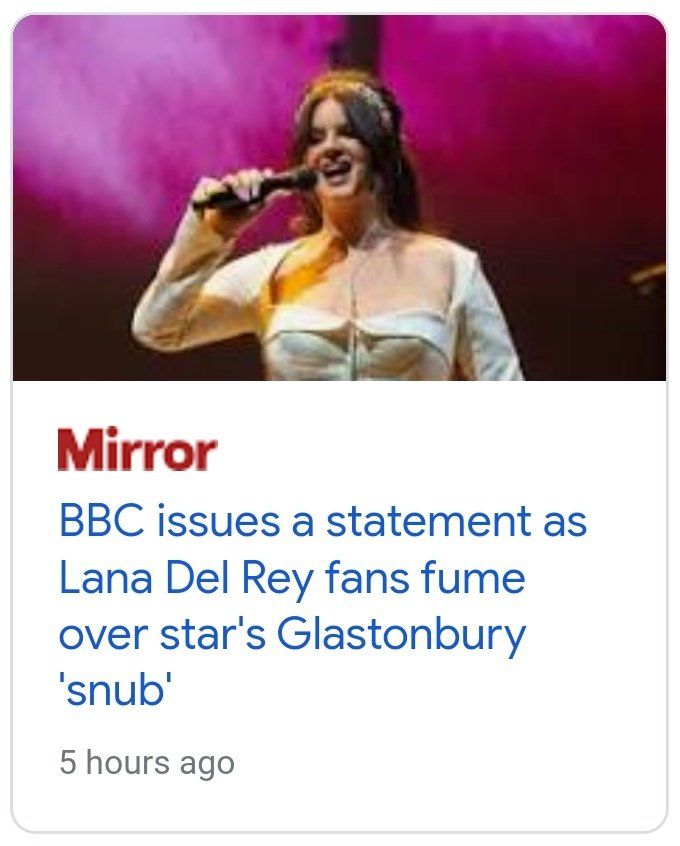 Mirror
BBC issues a statement as
Lana Del Rey fans fume
over star's Glastonbury
'snub'
5 hours ago